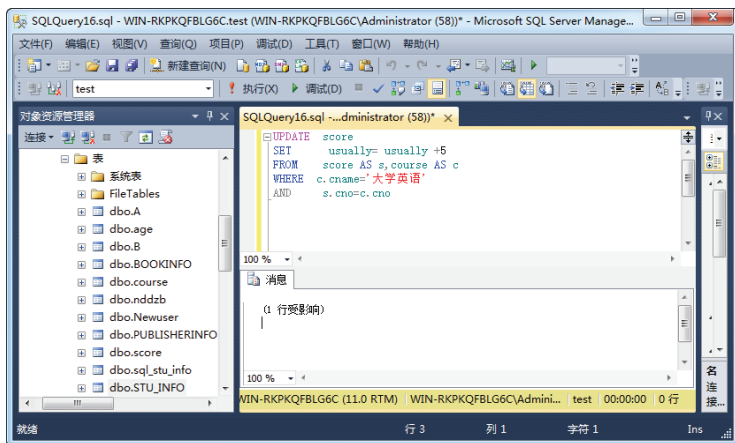 SQLQuery16.sql - WIN-RKPKQFBLG6C.test (WIN-RKPKQFBLG6C\Administrator (58))* - Microsoft SQL Server Manage...
文件(F) 编辑(E) 视图(V) 查询(Q) 项目(P) 调试(D) 工具(T) 窗口(W) 帮助(H)
新建查询(N)
test 执行(X) 调试(D)
对象资源管理器
SQLQuery16.sql -...dministrator (58))*
连接
表
系统表
FileTables
dbo.A
dbo.age
dbo.B
dbo.BOOKINFO
dbo.course
dbo.nddzb
dbo.Newuser
dbo.PUBLISHERINFO
dbo.score
dbo.sql_stu_info
dbo.STU_INFO
UPDATE score
SET usually= usually +5
FROM score AS s,course AS c
WHERE c.cname='大学英语'
AND s.cno=c.cno
100 %
消息
(1 行受影响)
100 %
WIN-RKPKQFBLG6C (11.0 RTM) WIN-RKPKQFBLG6C\Admini... test 00:00:00 0 行
名
连
接...
就绪 行 3 列 1 字符 1 Ins